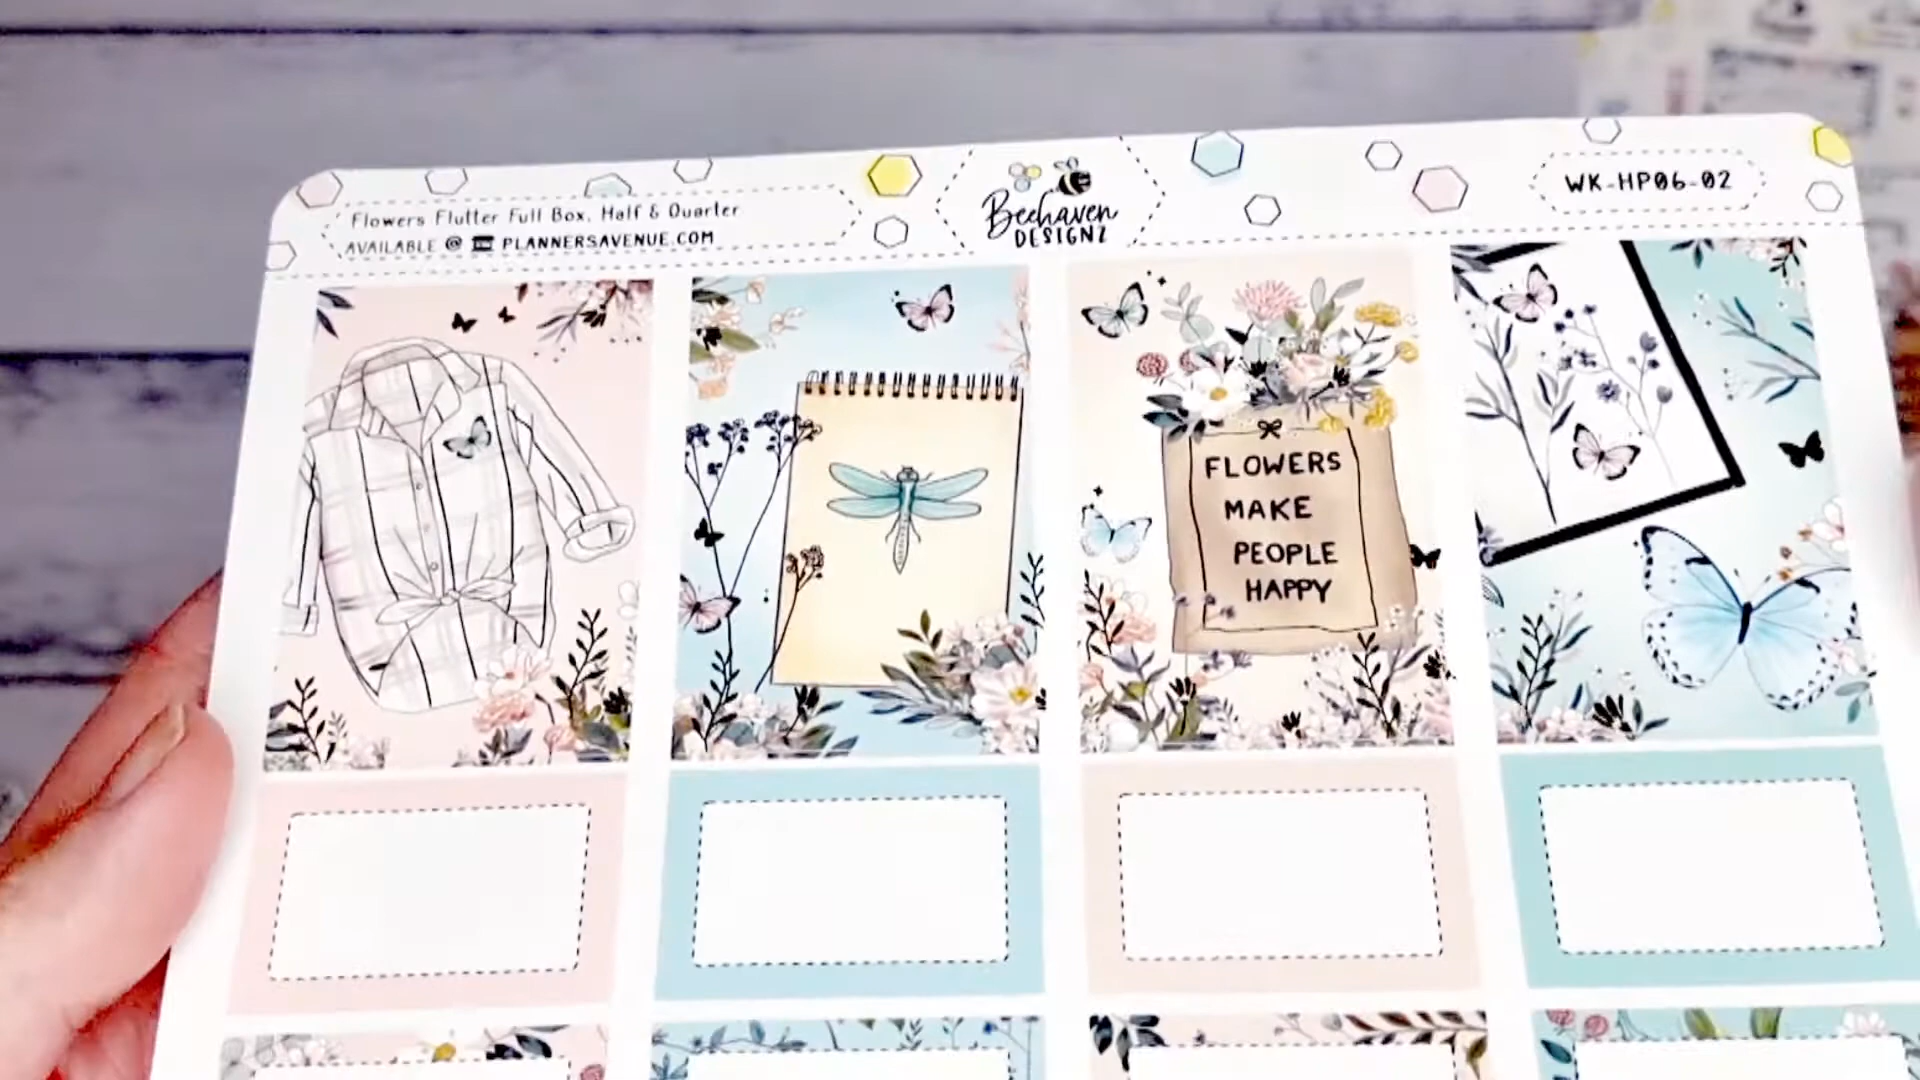 Flowers Flutter Full Box, Half & Quarter
AVAILABLE @ PLANNERSAVENUE.COM
Beehaven
DESIGNZ
WK-HP06-02
FLOWERS
MAKE
PEOPLE
HAPPY